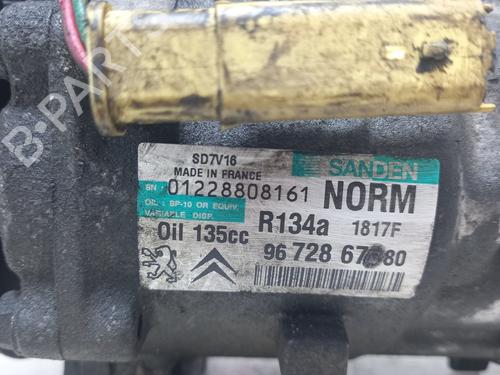 SD7V16
MADE IN FRANCE
SANDEN
SN: 01228808161
NORM
OIL: SP-10 OR EQUIV.
VARIABLE DISP.
Oil 135cc
R134a
1817F
96 728 67 80
B-PARTS